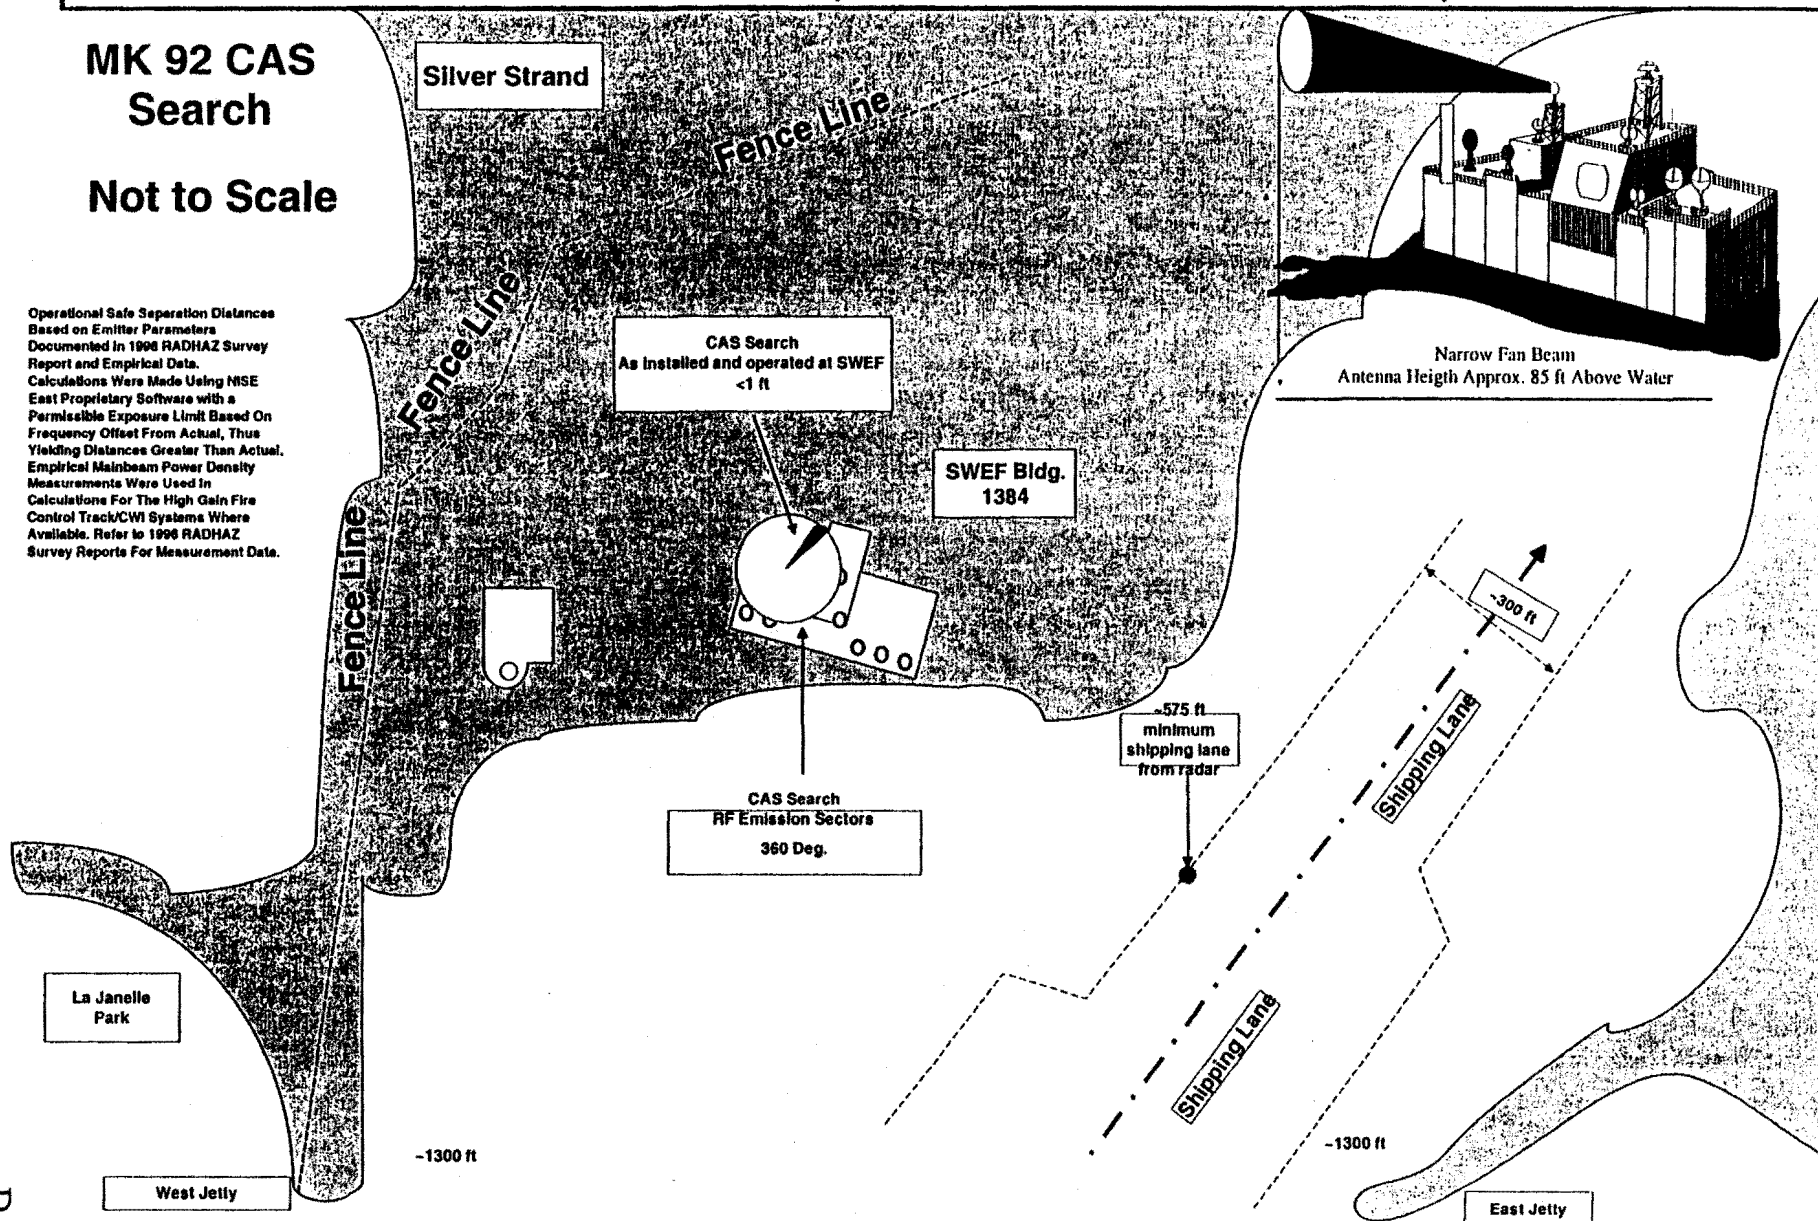 MK 92 CAS
Search
Not to Scale
Operational Safe Separation Distances
Based on Emitter Parameters
Documented in 1996 RADHAZ Survey
Report and Empirical Data.
Calculations Were Made Using NISE
East Proprietary Software with a
Permissible Exposure Limit Based On
Frequency Offset From Actual, Thus
Yielding Distances Greater Than Actual.
Empirical Mainbeam Power Density
Measurements Were Used in
Calculations For The High Gain Fire
Control Track/CWI Systems Where
Available. Refer to 1996 RADHAZ
Survey Reports For Measurement Data.
Silver Strand
Fence Line
Fence Line
Fence Line
CAS Search
As installed and operated at SWEF
<1 ft
SWEF Bldg.
1384
Narrow Fan Beam
Antenna Heigth Approx. 85 ft Above Water
~300 ft
Shipping Lane
~575 ft
minimum
shipping lane
from radar
CAS Search
RF Emission Sectors
360 Deg.
Shipping Lane
La Janelle
Park
~1300 ft
~1300 ft
West Jetty
East Jetty